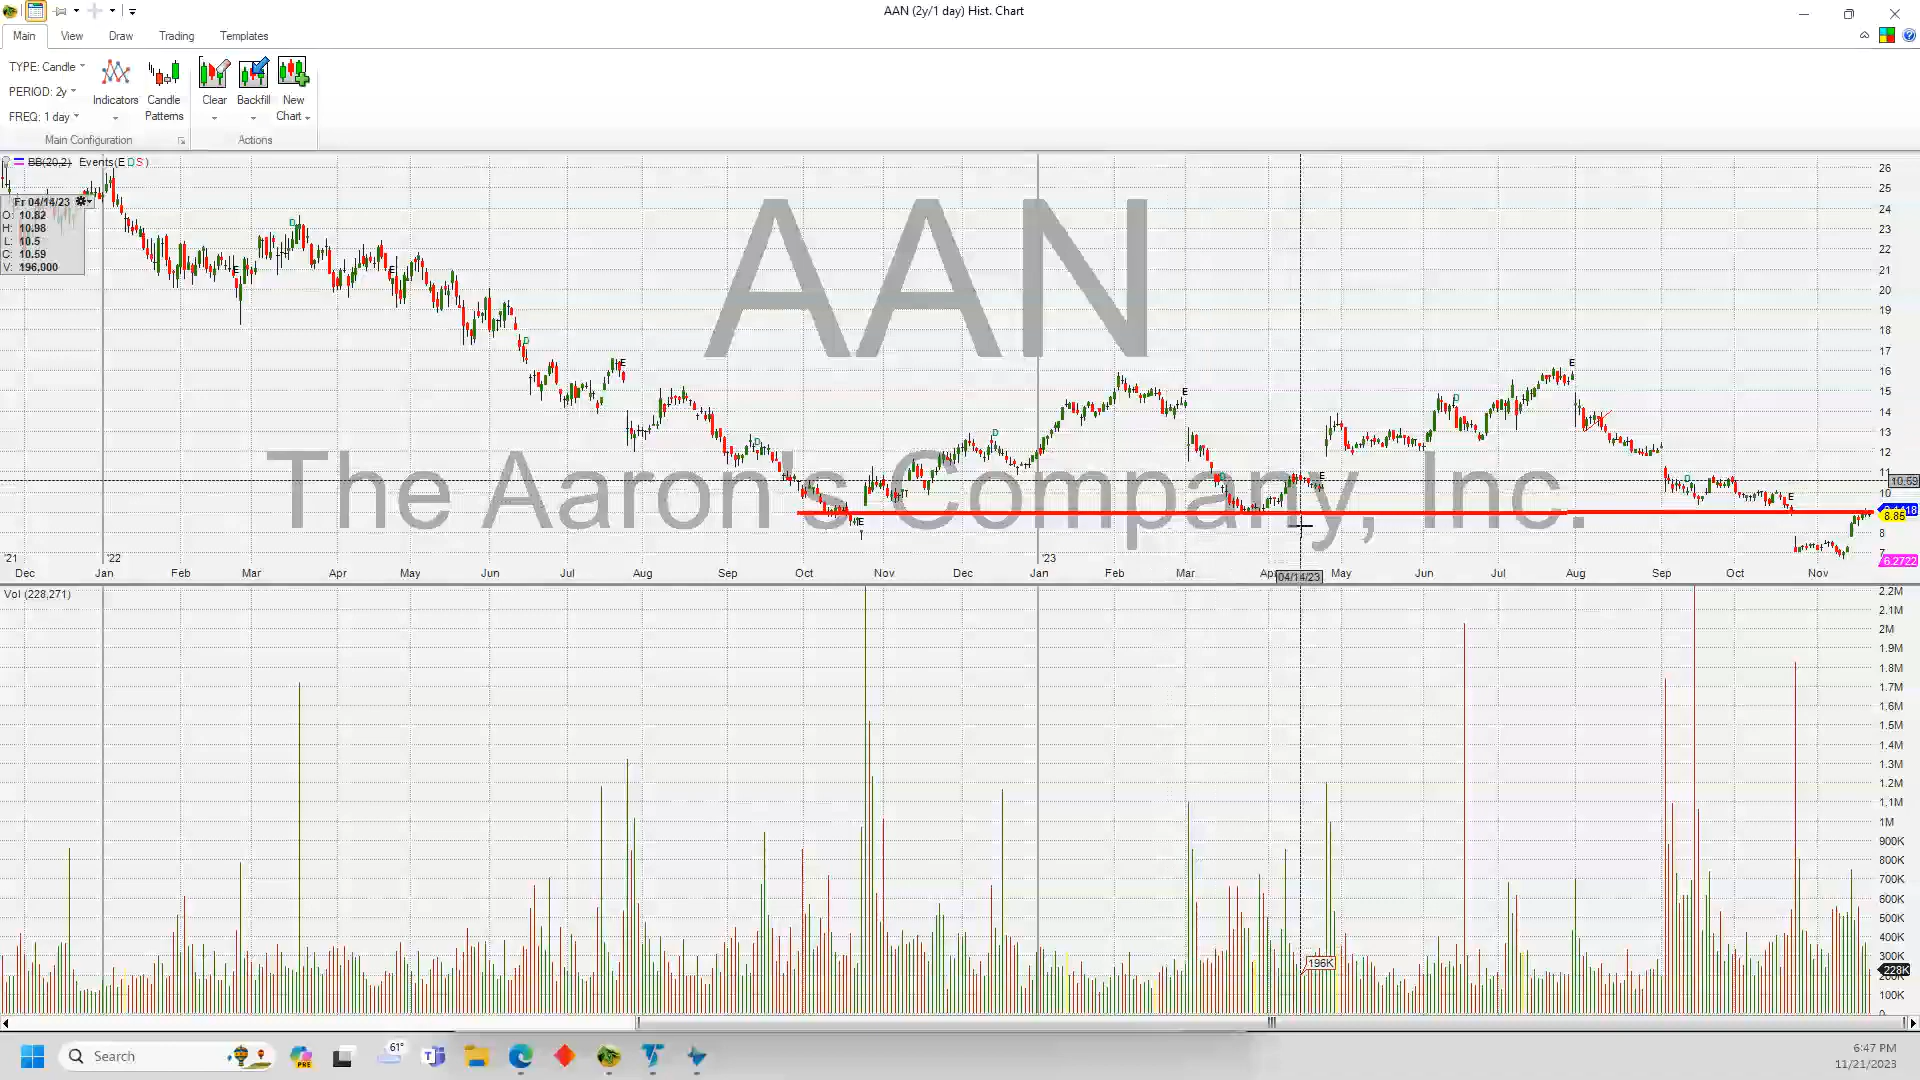 AAN (2y/1 day) Hist. Chart
Main View Draw Trading Templates
TYPE: Candle
PERIOD: 2y
FREQ: 1 day
Indicators
Candle Patterns
Clear
Backfill
New Chart
Main Configuration
Actions
BB(20,2) Events(E D S)
Fr 04/14/23
O: 10.82
H: 10.98
L: 10.5
C: 10.59
V: 196,000
AAN
The Aaron's Company, Inc.
D
E
E
D
E
D
E
D
E
D
E
D
E
D
E
26
25
24
23
22
21
20
19
18
17
16
15
14
13
12
11
10.59
10
8.85
8
7
6.2722
'21 '22 '23
Dec Jan Feb Mar Apr May Jun Jul Aug Sep Oct Nov Dec Jan Feb Mar 04/14/23 May Jun Jul Aug Sep Oct Nov
Vol (228,271)
2.2M
2.1M
2M
1.9M
1.8M
1.7M
1.6M
1.5M
1.4M
1.3M
1.2M
1.1M
1M
900K
800K
700K
600K
500K
400K
300K
228K
100K
196K
Search
PRE
61°
6:47 PM
11/21/2023